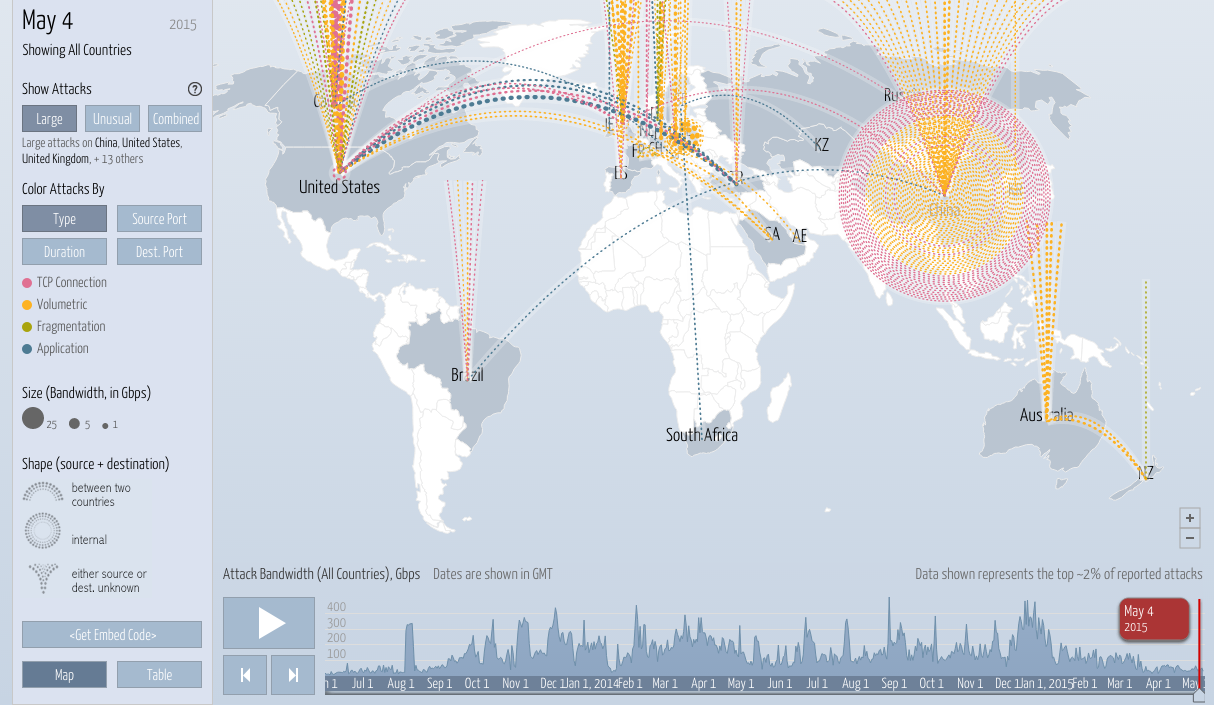 May 4 2015
Showing All Countries
Show Attacks ?
Large Unusual Combined
Large attacks on China, United States,
United Kingdom, + 13 others
Color Attacks By
Type Source Port
Duration Dest. Port
TCP Connection
Volumetric
Fragmentation
Application
Size (Bandwidth, in Gbps)
25 5 1
Shape (source + destination)
between two
countries
internal
either source or
dest. unknown
<Get Embed Code>
Map Table
KZ
United States
China
SA AE
Brazil
Australia
South Africa
NZ
+
−
Attack Bandwidth (All Countries), Gbps Dates are shown in GMT
Data shown represents the top ~2% of reported attacks
400
300
200
100
May 4
2015
Jul 1 Aug 1 Sep 1 Oct 1 Nov 1 Dec 1 Jan 1, 2014 Feb 1 Mar 1 Apr 1 May 1 Jun 1 Jul 1 Aug 1 Sep 1 Oct 1 Nov 1 Dec 1 Jan 1, 2015 Feb 1 Mar 1 Apr 1 May